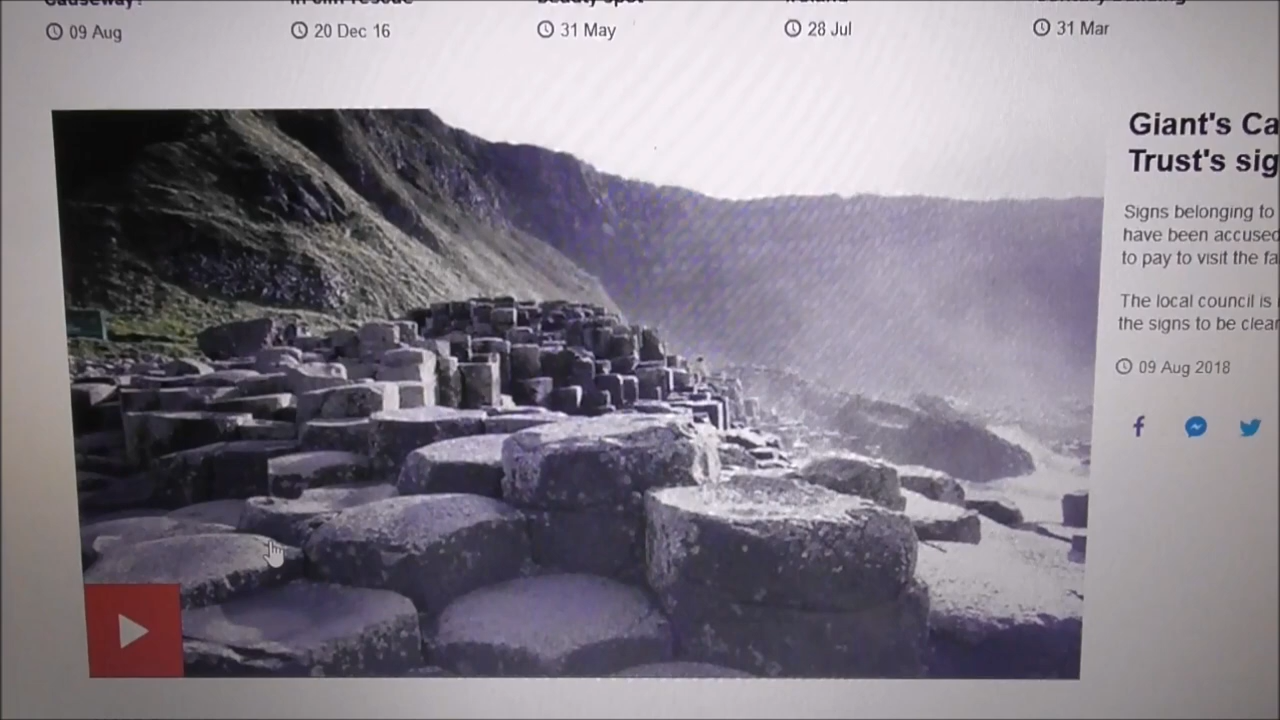 09 Aug
20 Dec 16
31 May
28 Jul
31 Mar
Giant's Ca
Trust's sig
Signs belonging to
have been accused
to pay to visit the fa
The local council is
the signs to be clear
09 Aug 2018